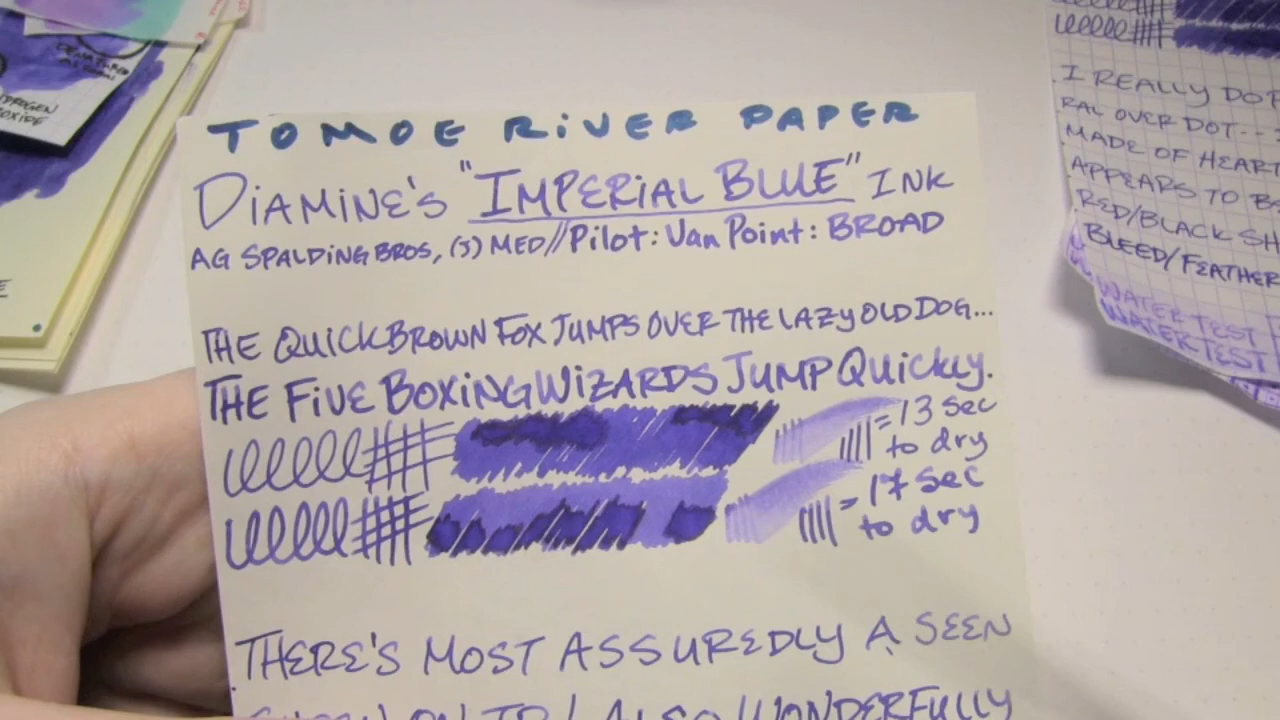 TOMOE RIVER PAPER
DIAMINE'S "IMPERIAL BLUE" INK
AG SPALDING BROS, (J) MED//Pilot: Van Point: BROAD
THE QUICK BROWN FOX JUMPS OVER THE LAZY OLD DOG...
THE FIVE BOXING WIZARDS JUMP QUICKLY.
= 13 sec
to dry
= 17 sec
to dry
THERE'S MOST ASSUREDLY A SEEN
ALSO WONDERFULLY
I REALLY DO
OVER DOT--
MADE OF HEART
APPEARS TO
RED/BLACK SH
BLEED/FEATHER
WATER TEST
WATER TEST